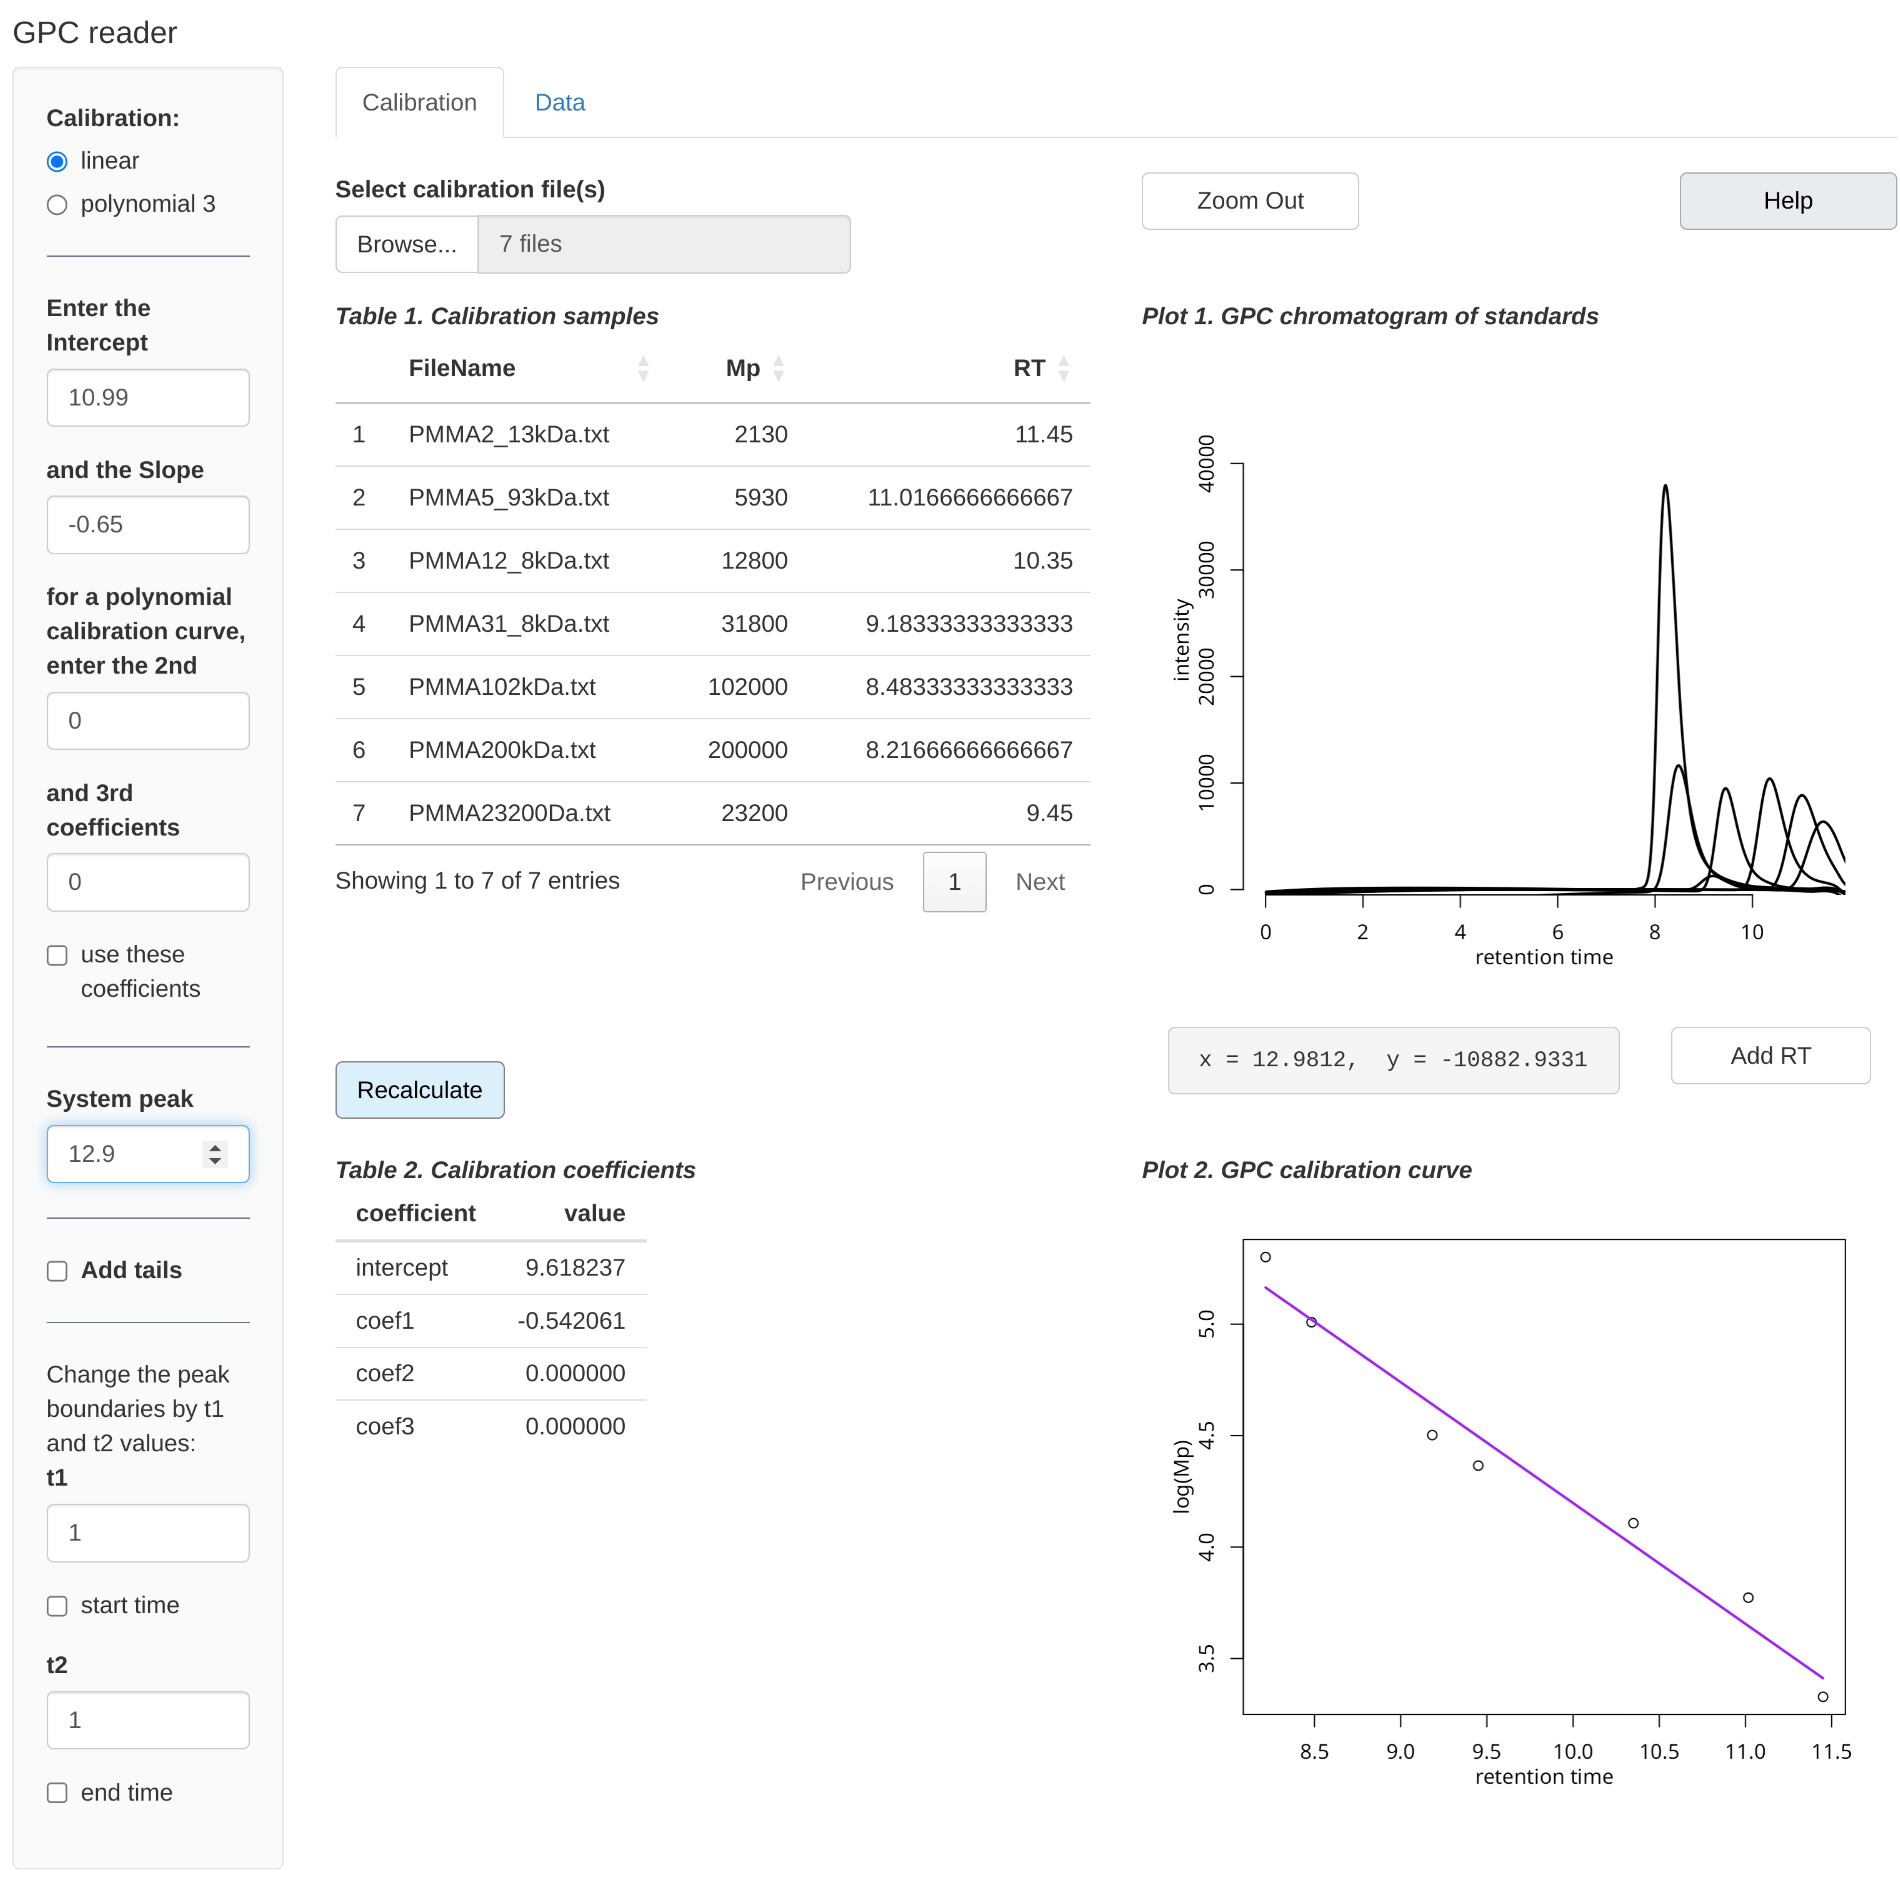 GPC reader
Calibration:
linear
polynomial 3
Enter the
Intercept
10.99
and the Slope
-0.65
for a polynomial
calibration curve,
enter the 2nd
0
and 3rd
coefficients
0
use these
coefficients
System peak
12.9
Add tails
Change the peak
boundaries by t1
and t2 values:
t1
1
start time
t2
1
end time
Calibration Data
Select calibration file(s)
Browse... 7 files
Table 1. Calibration samples
FileName Mp RT
1 PMMA2_13kDa.txt 2130 11.45
2 PMMA5_93kDa.txt 5930 11.0166666666667
3 PMMA12_8kDa.txt 12800 10.35
4 PMMA31_8kDa.txt 31800 9.18333333333333
5 PMMA102kDa.txt 102000 8.48333333333333
6 PMMA200kDa.txt 200000 8.21666666666667
7 PMMA23200Da.txt 23200 9.45
Showing 1 to 7 of 7 entries Previous 1 Next
Recalculate
Table 2. Calibration coefficients
coefficient value
intercept 9.618237
coef1 -0.542061
coef2 0.000000
coef3 0.000000
Zoom Out Help
Plot 1. GPC chromatogram of standards
intensity
40000
30000
20000
10000
0
0 2 4 6 8 10
retention time
x = 12.9812, y = -10882.9331 Add RT
Plot 2. GPC calibration curve
log(Mp)
5.0
4.5
4.0
3.5
8.5 9.0 9.5 10.0 10.5 11.0 11.5
retention time